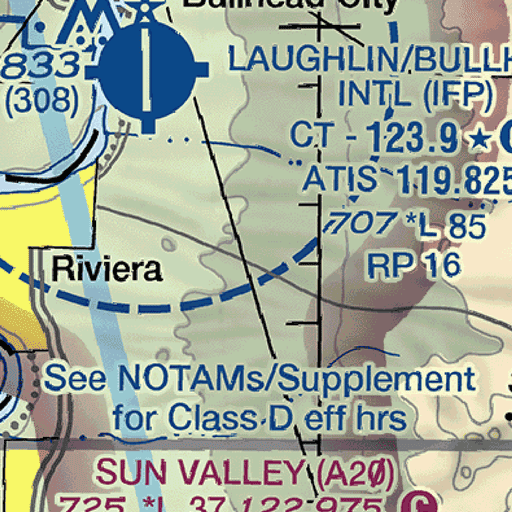 Bullhead City
833
(308)
LAUGHLIN/BULLH
INTL (IFP)
CT - 123.9 ★ C
ATIS 119.825
707 *L 85
RP 16
Riviera
See NOTAMs/Supplement
for Class D eff hrs
SUN VALLEY (A20)
725 *L 37 122.975 C